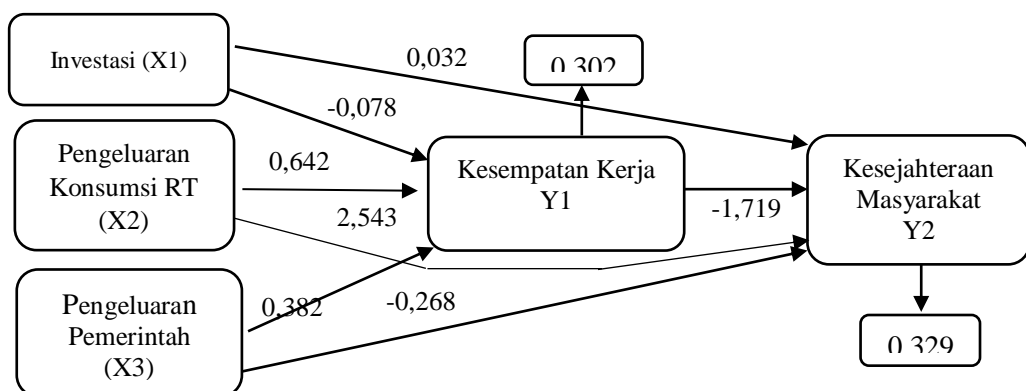 Investasi (X1)
0,032
0.302
-0,078
Pengeluaran
Konsumsi RT
(X2)
0,642
2,543
Kesempatan Kerja
Y1
-1,719
Kesejahteraan
Masyarakat
Y2
Pengeluaran
Pemerintah
(X3)
0,382
-0,268
0.329